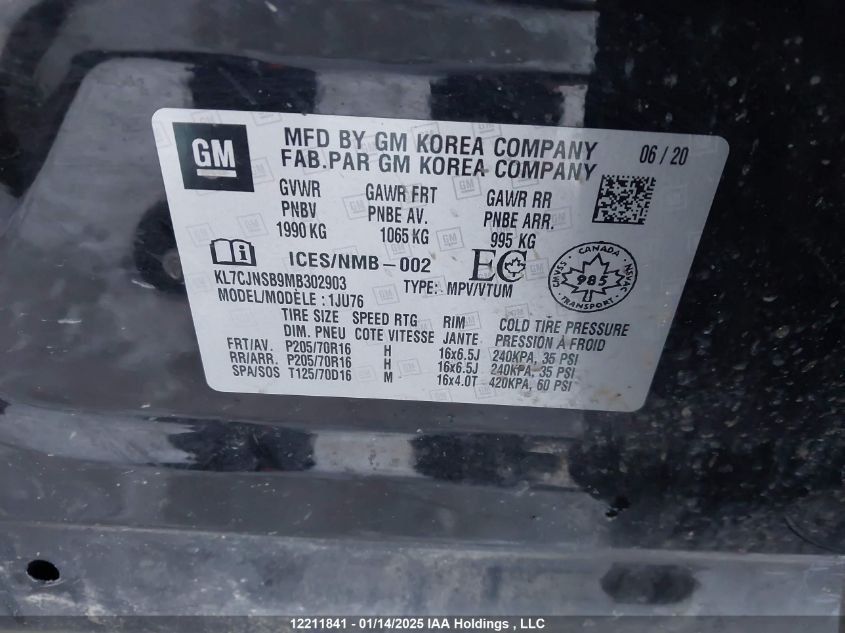 GM
MFD BY GM KOREA COMPANY 06 / 20
FAB.PAR GM KOREA COMPANY
GVWR GAWR FRT GAWR RR
PNBV PNBE AV. PNBE ARR.
1990 KG 1065 KG 995 KG
ICES/NMB-002 EC
CANADA
CMVSS 985 NSVAC
TRANSPORT
KL7CJNSB9MB302903 TYPE: MPV/VTUM
MODEL/MODÈLE : 1JU76
TIRE SIZE SPEED RTG RIM COLD TIRE PRESSURE
DIM. PNEU COTE VITESSE JANTE PRESSION À FROID
FRT/AV. P205/70R16 H 16x6.5J 240KPA, 35 PSI
RR/ARR. P205/70R16 H 16x6.5J 240KPA, 35 PSI
SPA/SOS T125/70D16 M 16x4.0T 420KPA, 60 PSI
12211841 - 01/14/2025 IAA Holdings , LLC